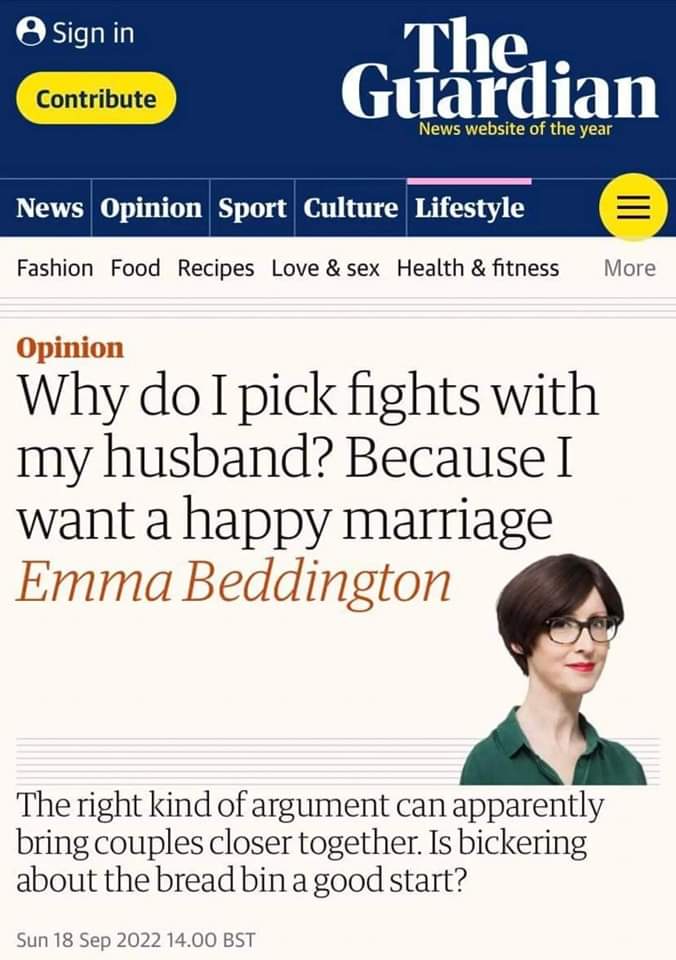 Sign in
Contribute
The
Guardian
News website of the year
News Opinion Sport Culture Lifestyle
Fashion Food Recipes Love & sex Health & fitness More
Opinion
Why do I pick fights with
my husband? Because I
want a happy marriage
Emma Beddington
The right kind of argument can apparently
bring couples closer together. Is bickering
about the bread bin a good start?
Sun 18 Sep 2022 14.00 BST